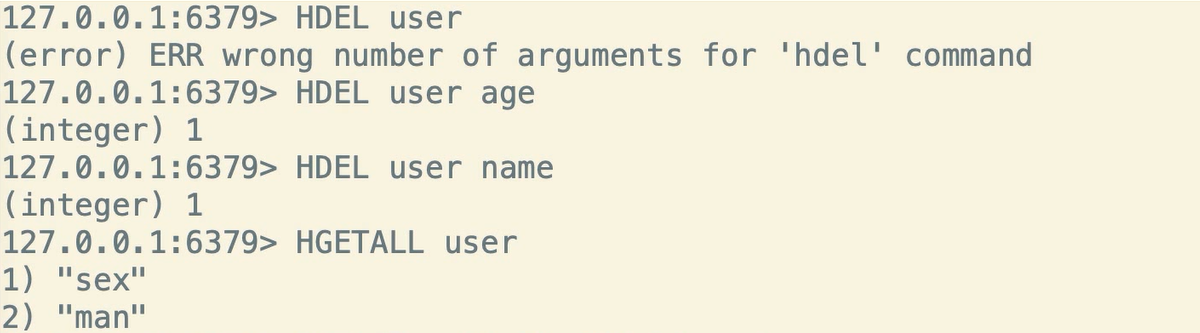 127.0.0.1:6379> HDEL user
(error) ERR wrong number of arguments for 'hdel' command
127.0.0.1:6379> HDEL user age
(integer) 1
127.0.0.1:6379> HDEL user name
(integer) 1
127.0.0.1:6379> HGETALL user
1) "sex"
2) "man"